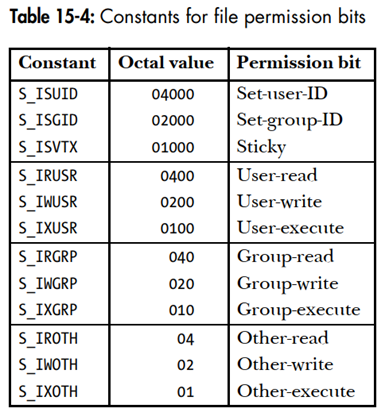 Table 15-4: Constants for file permission bits
Constant Octal value Permission bit
S_ISUID 04000 Set-user-ID
S_ISGID 02000 Set-group-ID
S_ISVTX 01000 Sticky
S_IRUSR 0400 User-read
S_IWUSR 0200 User-write
S_IXUSR 0100 User-execute
S_IRGRP 040 Group-read
S_IWGRP 020 Group-write
S_IXGRP 010 Group-execute
S_IROTH 04 Other-read
S_IWOTH 02 Other-write
S_IXOTH 01 Other-execute